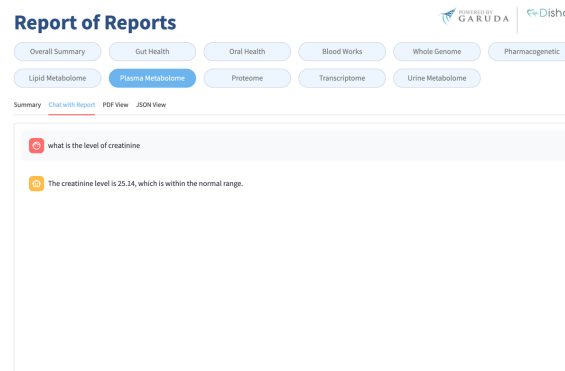 Report of Reports
POWERED BY
GARUDA
Overall Summary
Gut Health
Oral Health
Blood Works
Whole Genome
Pharmacogenetic
Lipid Metabolome
Plasma Metabolome
Proteome
Transcriptome
Urine Metabolome
Summary
Chat with Report
PDF View
JSON View
what is the level of creatinine
The creatinine level is 25.14, which is within the normal range.